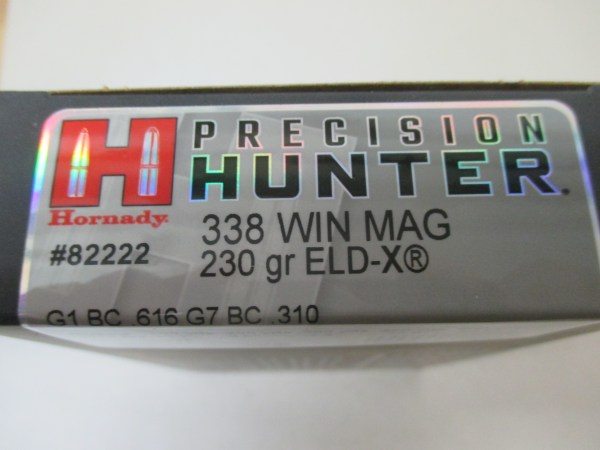 PRECISION
HUNTER.
Hornady
338 WIN MAG
#82222
230 gr ELD-X®
G1 BC .616 G7 BC .310